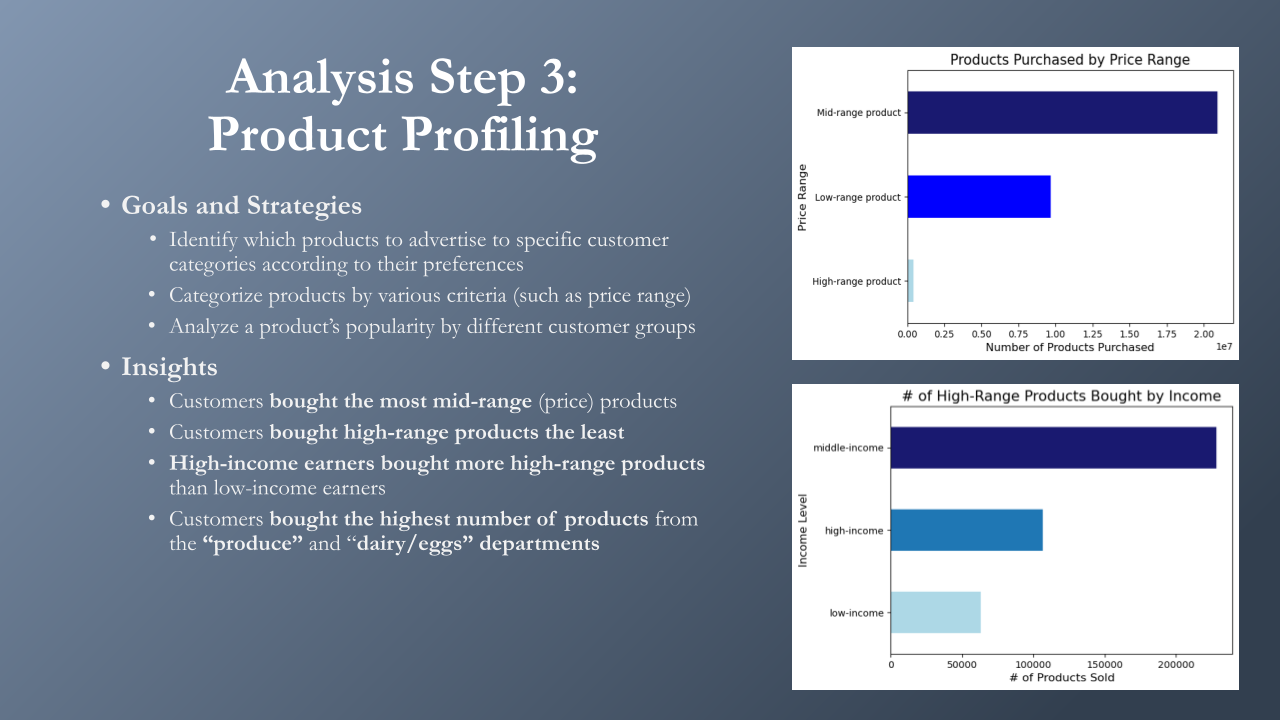 Analysis Step 3:
Product Profiling
• Goals and Strategies
• Identify which products to advertise to specific customer
categories according to their preferences
• Categorize products by various criteria (such as price range)
• Analyze a product’s popularity by different customer groups
• Insights
• Customers bought the most mid-range (price) products
• Customers bought high-range products the least
• High-income earners bought more high-range products
than low-income earners
• Customers bought the highest number of products from
the “produce” and “dairy/eggs” departments
Products Purchased by Price Range
Price Range
Mid-range product
Low-range product
High-range product
0.00 0.25 0.50 0.75 1.00 1.25 1.50 1.75 2.00
1e7
Number of Products Purchased
# of High-Range Products Bought by Income
Income Level
middle-income
high-income
low-income
0 50000 100000 150000 200000
# of Products Sold